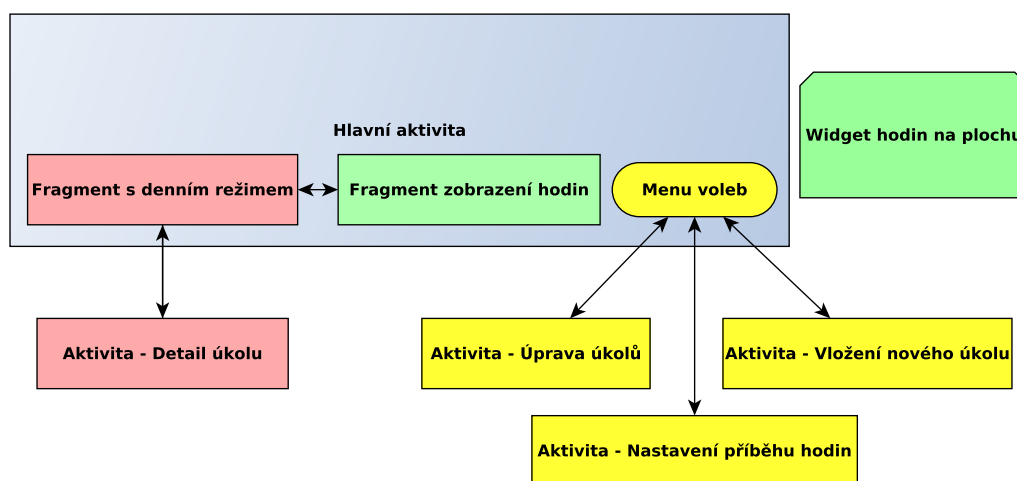 Hlavní aktivita
Widget hodin na plochu
Fragment s denním režimem
Fragment zobrazení hodin
Menu voleb
Aktivita - Detail úkolu
Aktivita - Úprava úkolů
Aktivita - Vložení nového úkolu
Aktivita - Nastavení příběhu hodin